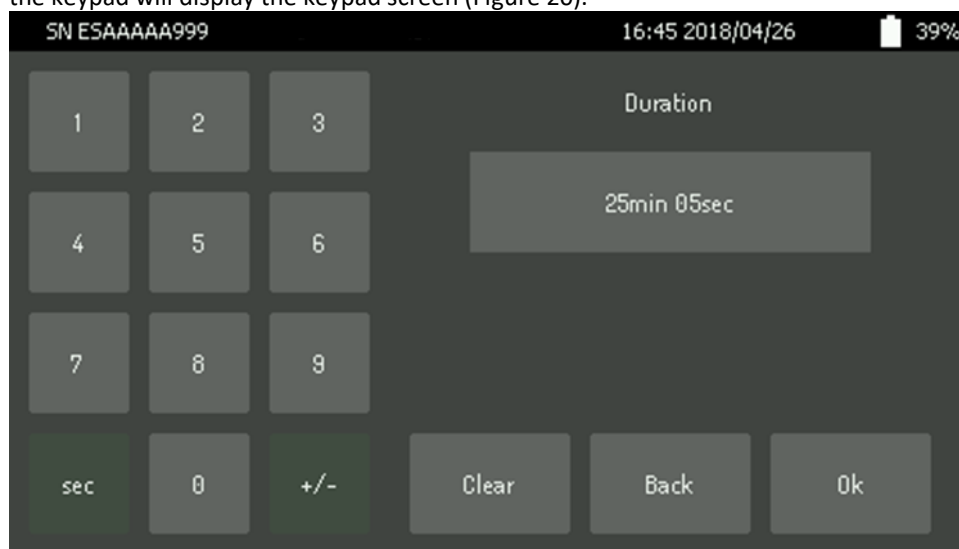 the keypad will display the keypad screen (Figure 20).
SN ESAAAAA999 16:45 2018/04/26 39%
1 2 3 Duration
25min 05sec
4 5 6
7 8 9
sec 0 +/- Clear Back Ok